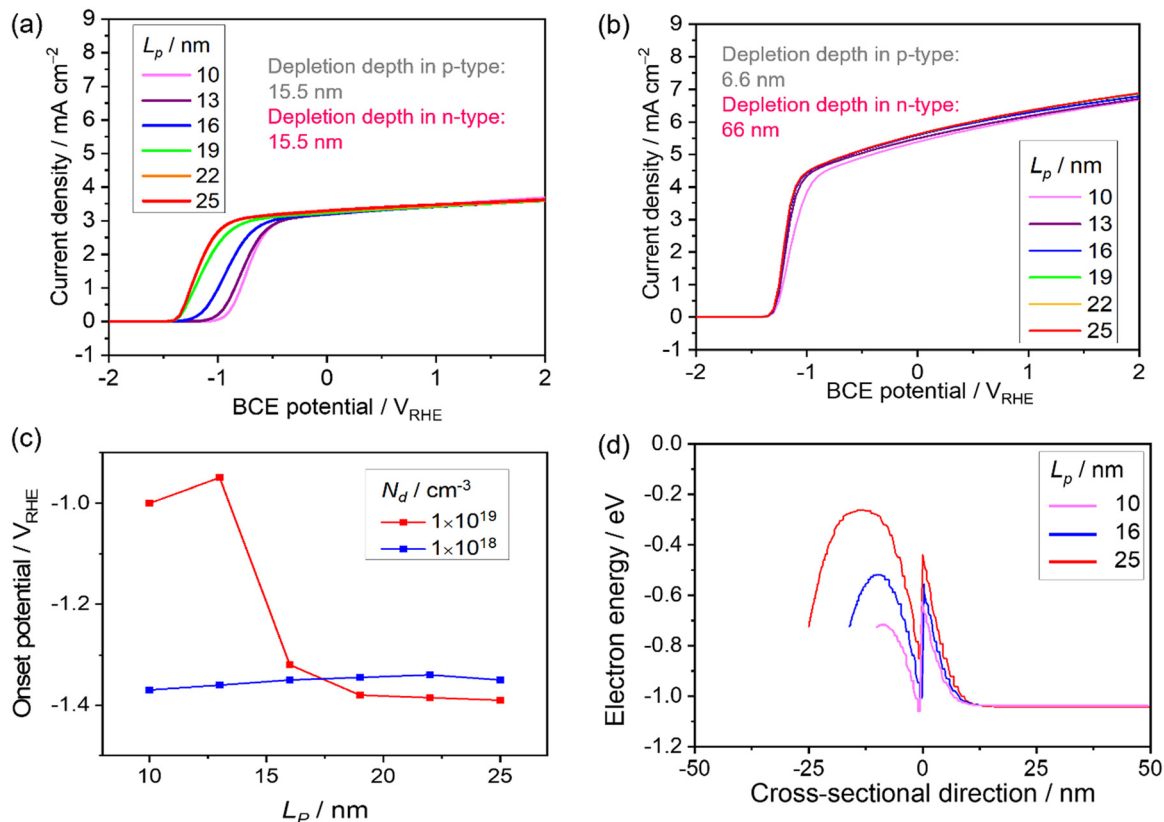 (a)
9
8
7
6
5
4
3
2
1
0
-1
Current density / mA cm⁻²
Lₚ / nm
10
13
16
19
22
25
Depletion depth in p-type:
15.5 nm
Depletion depth in n-type:
15.5 nm
-2 -1 0 1 2
BCE potential / V_RHE
(b)
9
8
7
6
5
4
3
2
1
0
-1
Current density / mA cm⁻²
Depletion depth in p-type:
6.6 nm
Depletion depth in n-type:
66 nm
Lₚ / nm
10
13
16
19
22
25
-2 -1 0 1 2
BCE potential / V_RHE
(c)
-1.0
-1.2
-1.4
Onset potential / V_RHE
N_d / cm⁻³
1×10¹⁹
1×10¹⁸
10 15 20 25
L_P / nm
(d)
0.0
-0.2
-0.4
-0.6
-0.8
-1.0
-1.2
Electron energy / eV
Lₚ / nm
10
16
25
-50 -25 0 25 50
Cross-sectional direction / nm